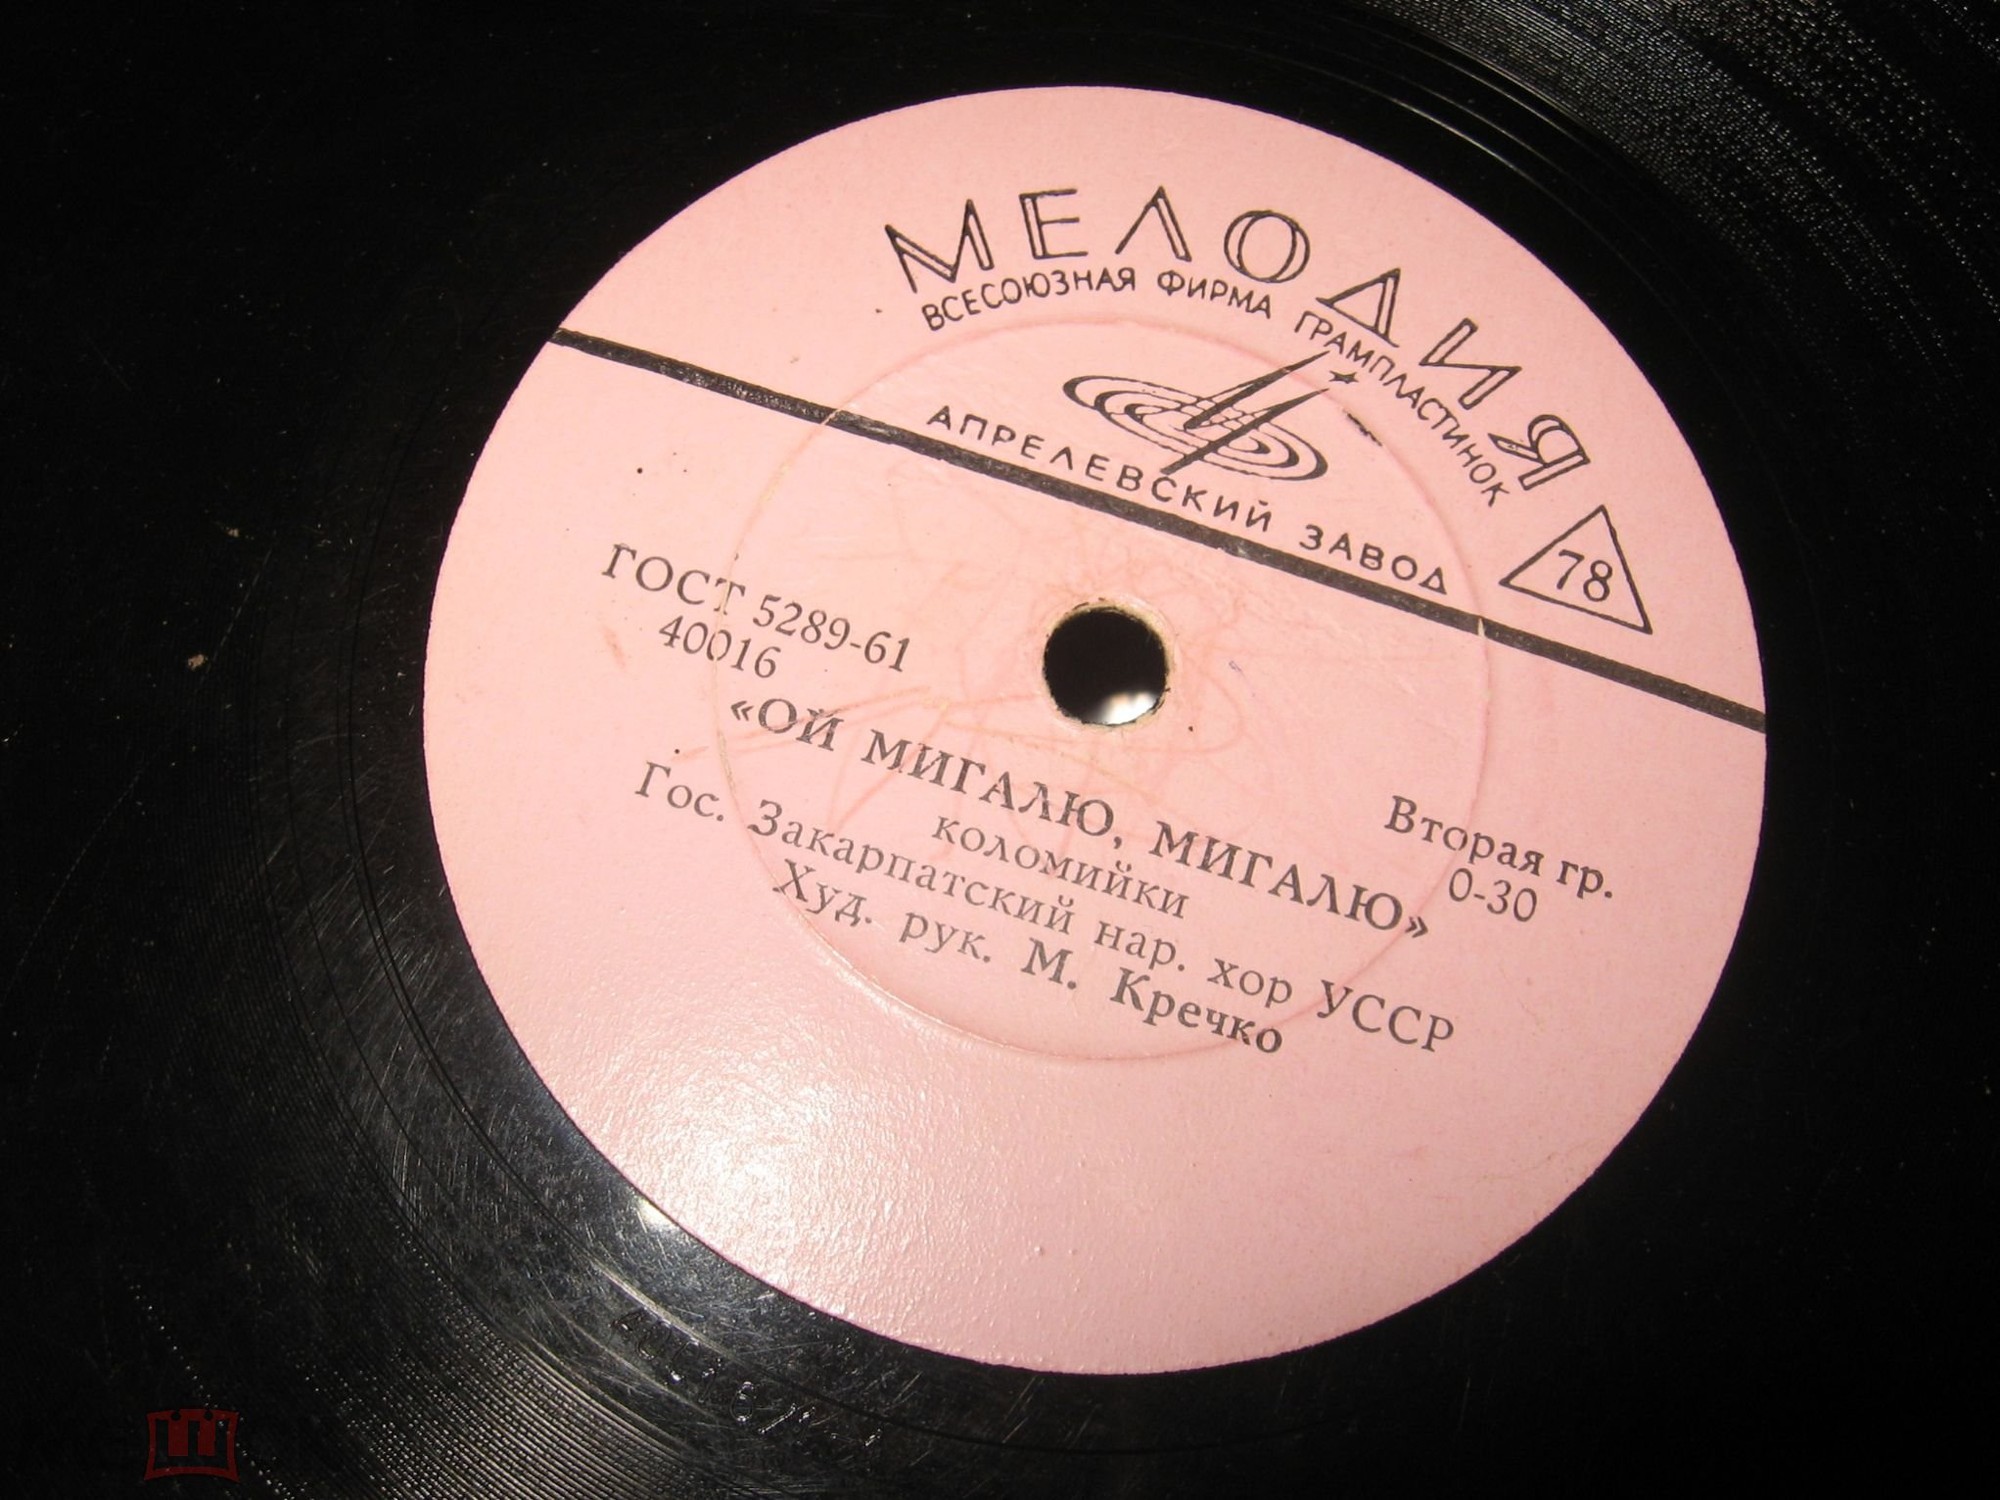 МЕЛОДИЯ
ВСЕСОЮЗНАЯ ФИРМА ГРАМПЛАСТИНОК
АПРЕЛЕВСКИЙ ЗАВОД
78
ГОСТ 5289-61
40016
Вторая гр.
0-30
«ОЙ МИГАЛЮ, МИГАЛЮ»
коломийки
Гос. Закарпатский нар. хор УССР
Худ. рук. М. Кречко